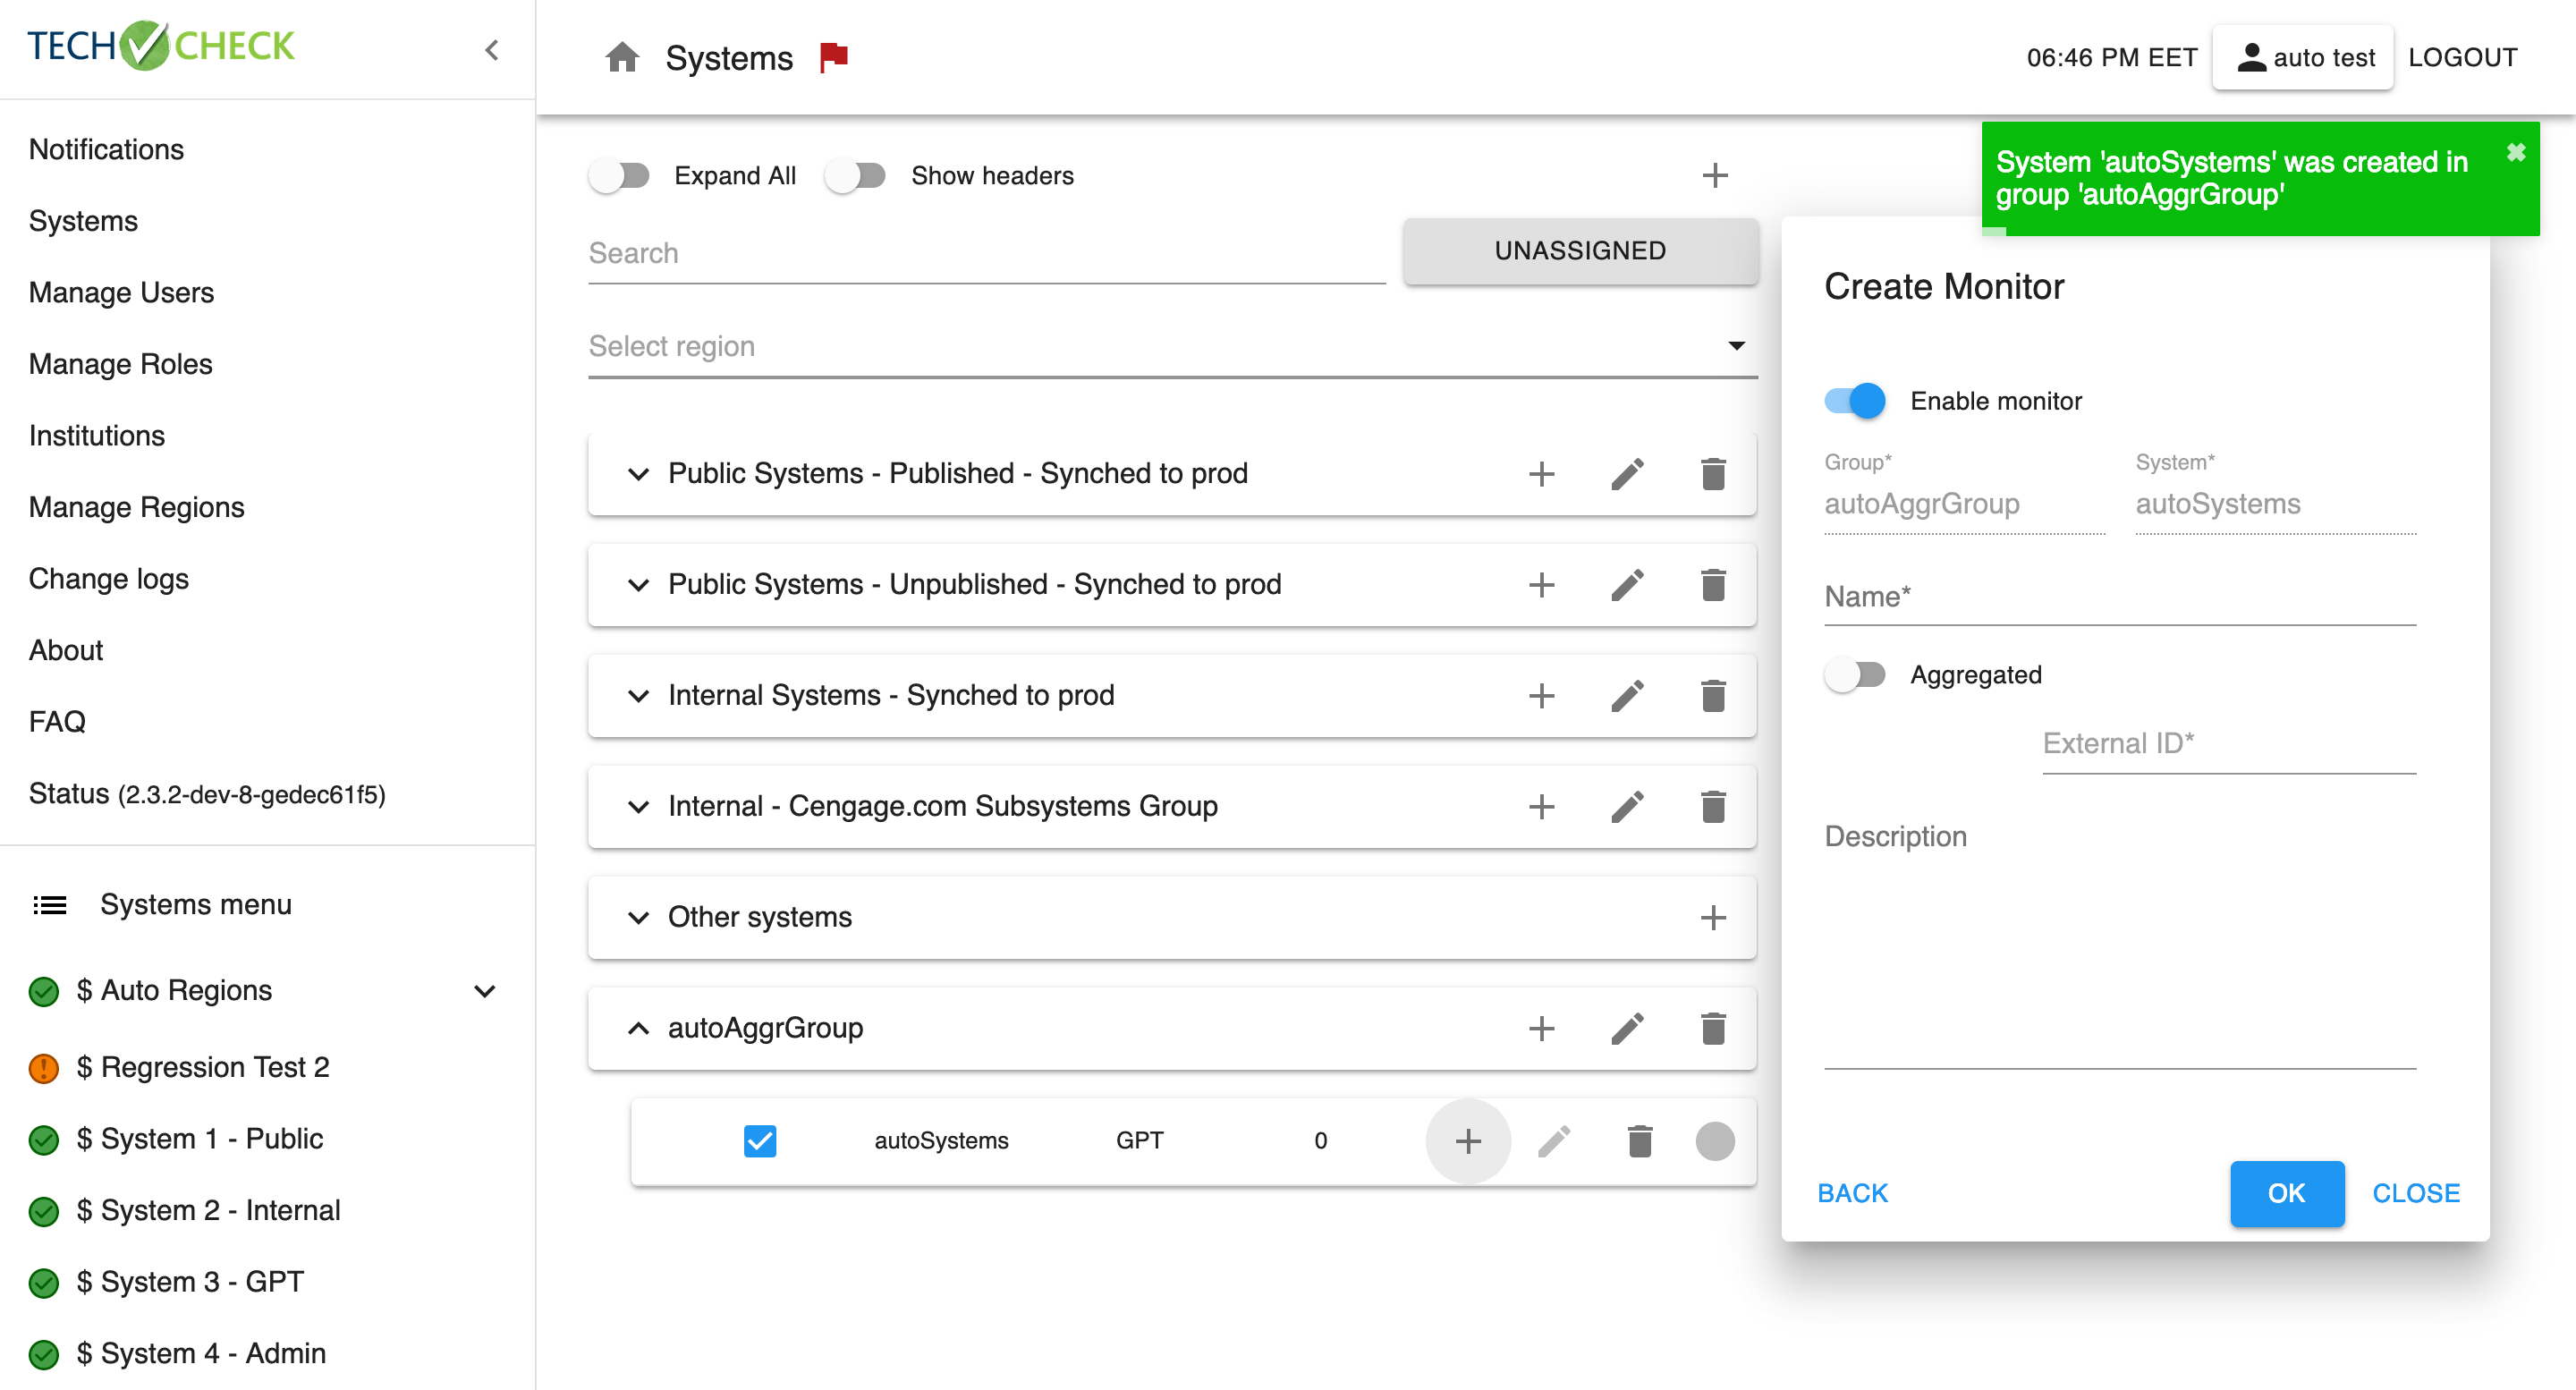 TECH CHECK
Notifications
Systems
Manage Users
Manage Roles
Institutions
Manage Regions
Change logs
About
FAQ
Status (2.3.2-dev-8-gedec61f5)
Systems menu
$ Auto Regions
$ Regression Test 2
$ System 1 - Public
$ System 2 - Internal
$ System 3 - GPT
$ System 4 - Admin
Systems
06:46 PM EET
auto test
LOGOUT
Expand All
Show headers
Search
UNASSIGNED
Select region
Public Systems - Published - Synched to prod
Public Systems - Unpublished - Synched to prod
Internal Systems - Synched to prod
Internal - Cengage.com Subsystems Group
Other systems
autoAggrGroup
autoSystems GPT 0
System 'autoSystems' was created in
group 'autoAggrGroup'
Create Monitor
Enable monitor
Group* System*
autoAggrGroup autoSystems
Name*
Aggregated
External ID*
Description
BACK OK CLOSE